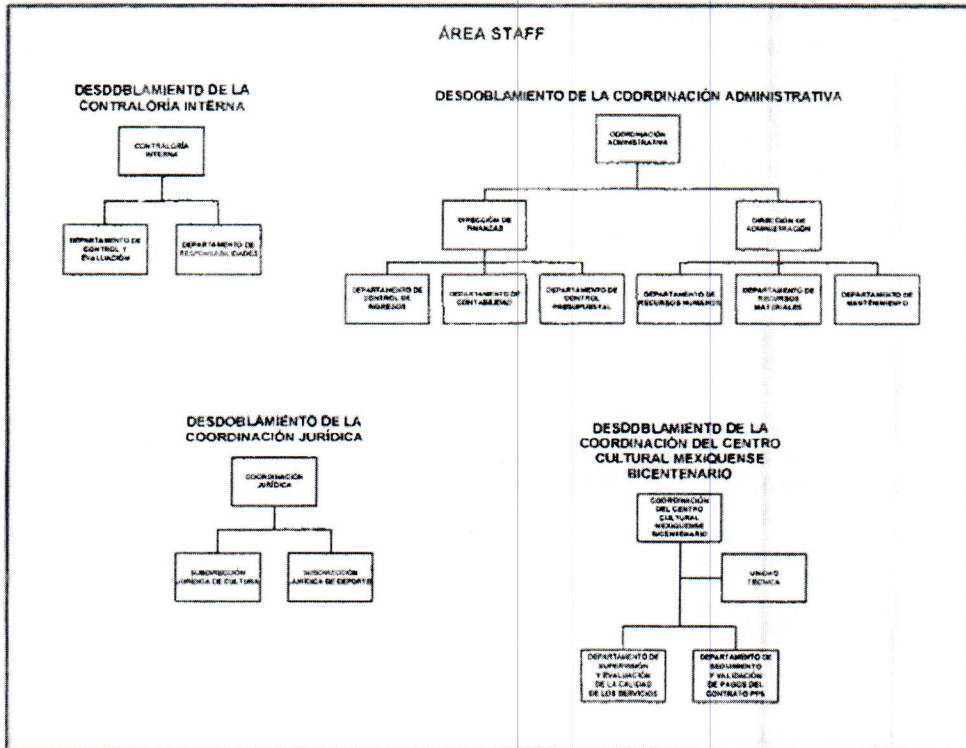 ÁREA STAFF
DESDOBLAMIENTO DE LA
CONTRALORÍA INTERNA
CONTRALORÍA
INTERNA
DEPARTAMENTO DE
CONTROL Y
EVALUACIÓN
DEPARTAMENTO DE
RESPONSABILIDADES
DESDOBLAMIENTO DE LA COORDINACIÓN ADMINISTRATIVA
COORDINACIÓN
ADMINISTRATIVA
DIRECCIÓN DE
FINANZAS
DIRECCIÓN DE
ADMINISTRACIÓN
DEPARTAMENTO DE
CONTROL DE
INGRESOS
DEPARTAMENTO DE
CONTABILIDAD
DEPARTAMENTO DE
CONTROL
PRESUPUESTAL
DEPARTAMENTO DE
RECURSOS HUMANOS
DEPARTAMENTO DE
RECURSOS
MATERIALES
DEPARTAMENTO DE
MANTENIMIENTO
DESDOBLAMIENTO DE LA
COORDINACIÓN JURÍDICA
COORDINACIÓN
JURÍDICA
SUBDIRECCIÓN
JURÍDICA DE CULTURA
SUBDIRECCIÓN
JURÍDICA DE DEPORTE
DESDOBLAMIENTO DE LA
COORDINACIÓN DEL CENTRO
CULTURAL MEXIQUENSE
BICENTENARIO
COORDINACIÓN
DEL CENTRO
CULTURAL
MEXIQUENSE
BICENTENARIO
UNIDAD
TÉCNICA
DEPARTAMENTO DE
SUPERVISIÓN
Y EVALUACIÓN
DE LA CALIDAD
DE LOS SERVICIOS
DEPARTAMENTO DE
SEGUIMIENTO
Y VALIDACIÓN
DE PAGOS DEL
CONTRATO PPS